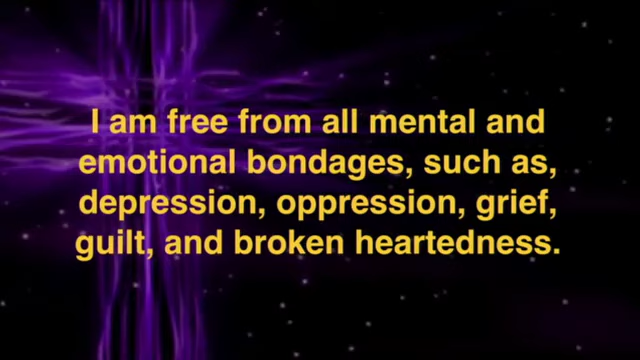 I am free from all mental and
emotional bondages, such as,
depression, oppression, grief,
guilt, and broken heartedness.